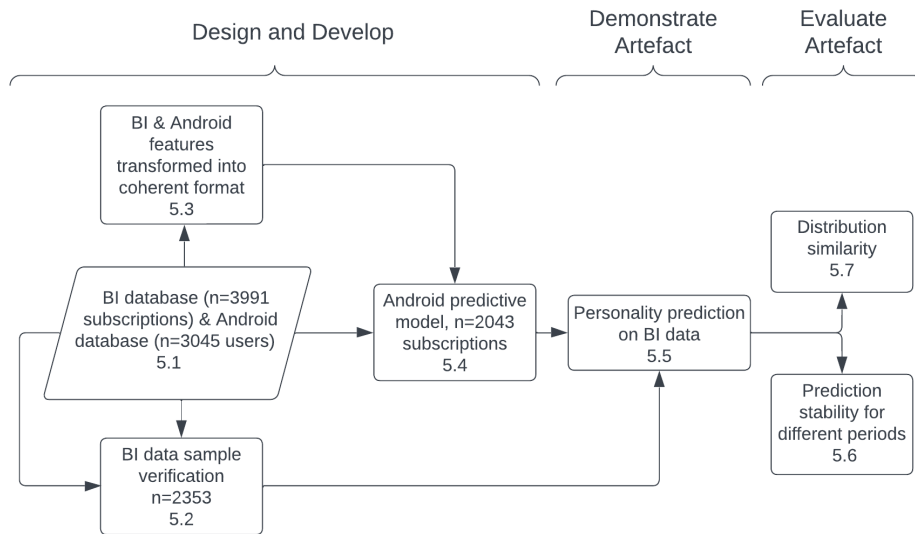 Design and Develop
Demonstrate
Artefact
Evaluate
Artefact
BI & Android
features
transformed into
coherent format
5.3
BI database (n=3991
subscriptions) & Android
database (n=3045 users)
5.1
BI data sample
verification
n=2353
5.2
Android predictive
model, n=2043
subscriptions
5.4
Personality prediction
on BI data
5.5
Distribution
similarity
5.7
Prediction
stability for
different periods
5.6